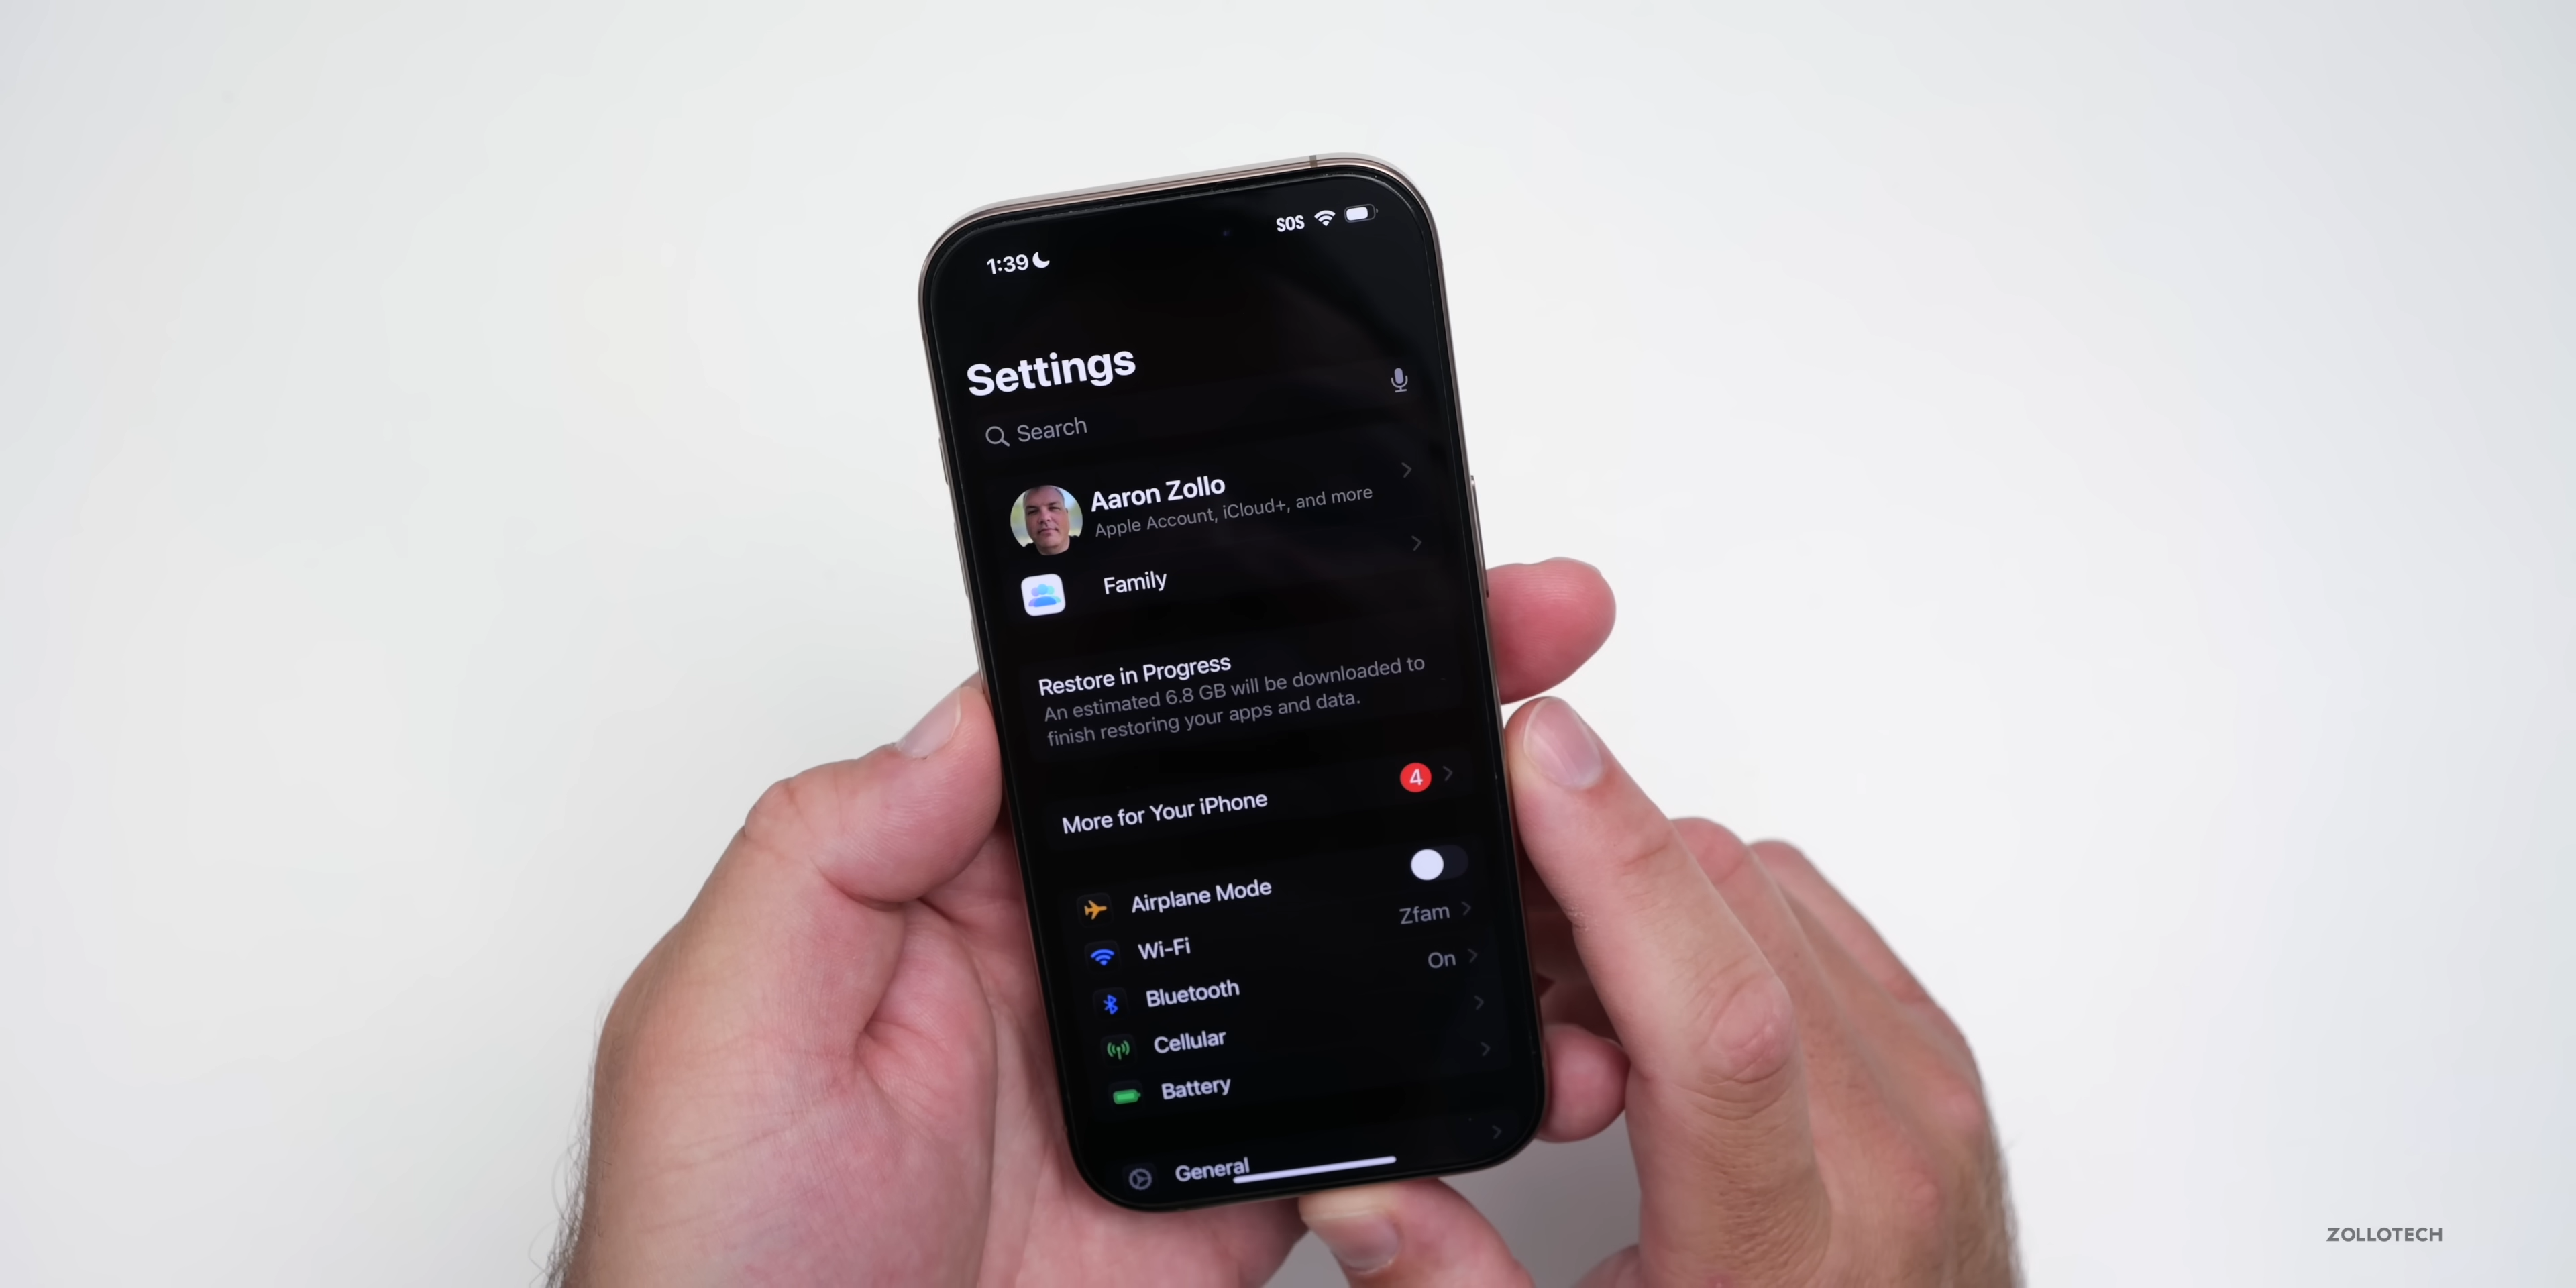 1:39
SOS
Settings
Search
Aaron Zollo
Apple Account, iCloud+, and more
Family
Restore in Progress
An estimated 6.8 GB will be downloaded to
finish restoring your apps and data.
More for Your iPhone
4
Airplane Mode
Wi-Fi
Zfam
Bluetooth
On
Cellular
Battery
General
ZOLLOTECH